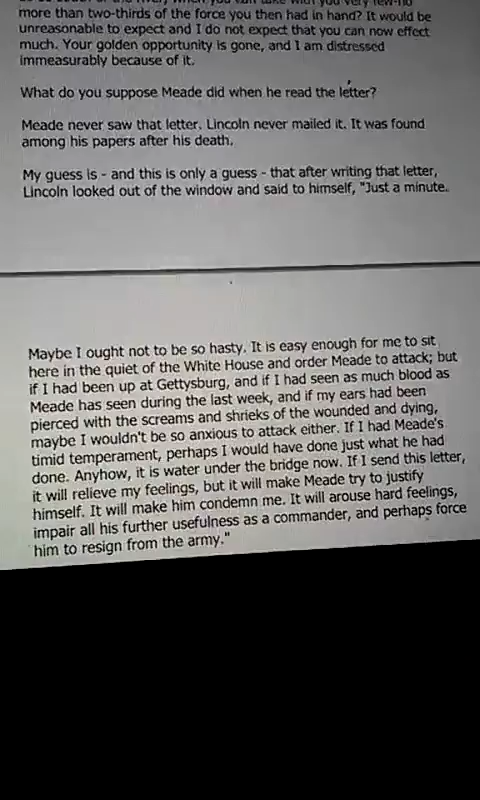 more than two-thirds of the force you then had in hand? It would be
unreasonable to expect and I do not expect that you can now effect
much. Your golden opportunity is gone, and I am distressed
immeasurably because of it.
What do you suppose Meade did when he read the letter?
Meade never saw that letter. Lincoln never mailed it. It was found
among his papers after his death.
My guess is - and this is only a guess - that after writing that letter,
Lincoln looked out of the window and said to himself, "Just a minute.
Maybe I ought not to be so hasty. It is easy enough for me to sit
here in the quiet of the White House and order Meade to attack; but
if I had been up at Gettysburg, and if I had seen as much blood as
Meade has seen during the last week, and if my ears had been
pierced with the screams and shrieks of the wounded and dying,
maybe I wouldn't be so anxious to attack either. If I had Meade's
timid temperament, perhaps I would have done just what he had
done. Anyhow, it is water under the bridge now. If I send this letter,
it will relieve my feelings, but it will make Meade try to justify
himself. It will make him condemn me. It will arouse hard feelings,
impair all his further usefulness as a commander, and perhaps force
him to resign from the army."